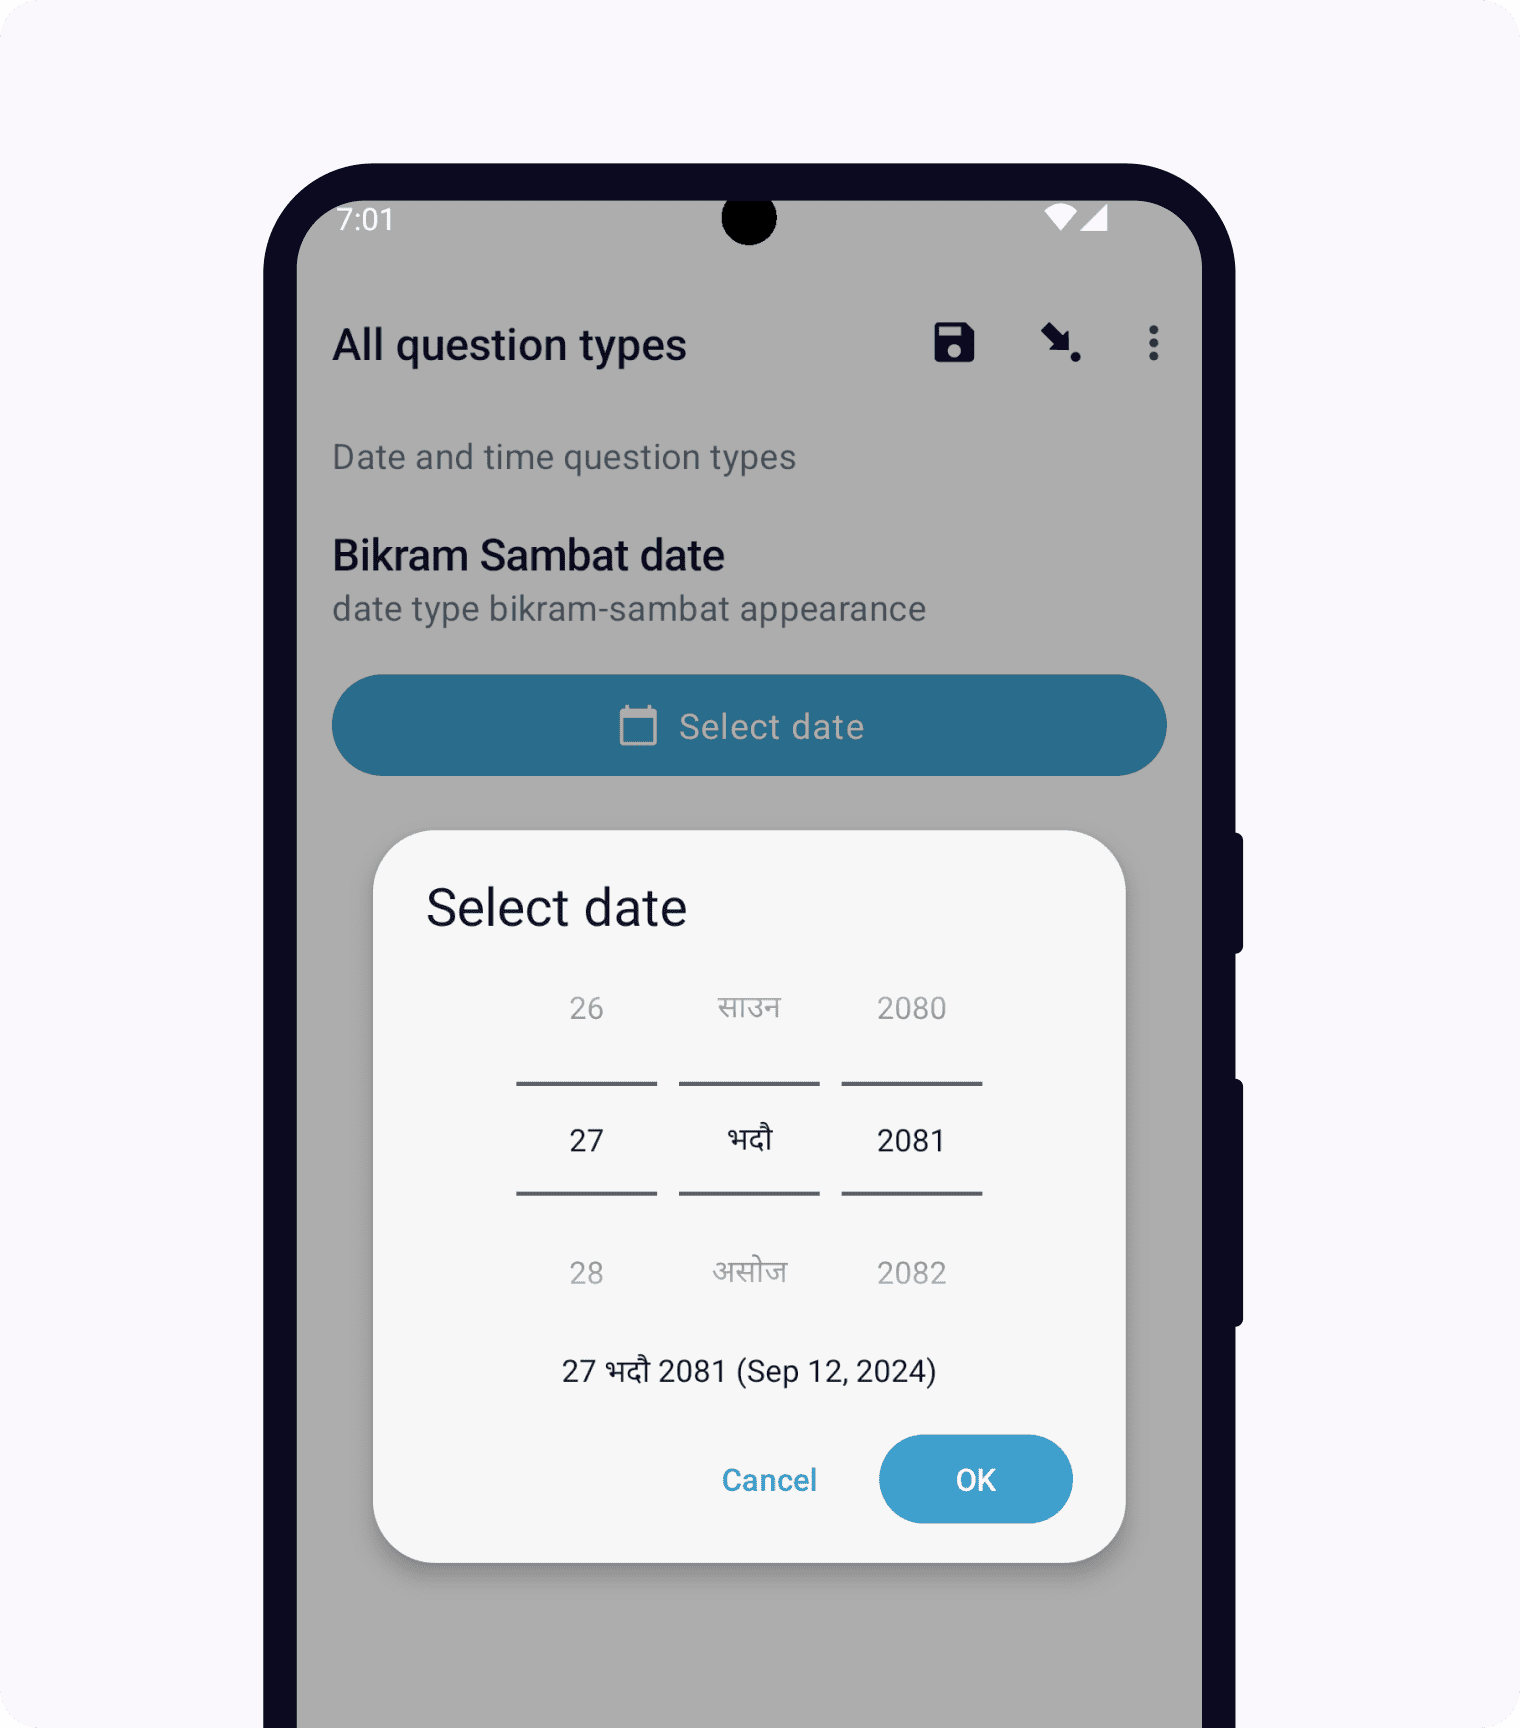 7:01
All question types
Date and time question types
Bikram Sambat date
date type bikram-sambat appearance
Select date
Select date
26 साउन 2080
27 भदौ 2081
28 असोज 2082
27 भदौ 2081 (Sep 12, 2024)
Cancel OK